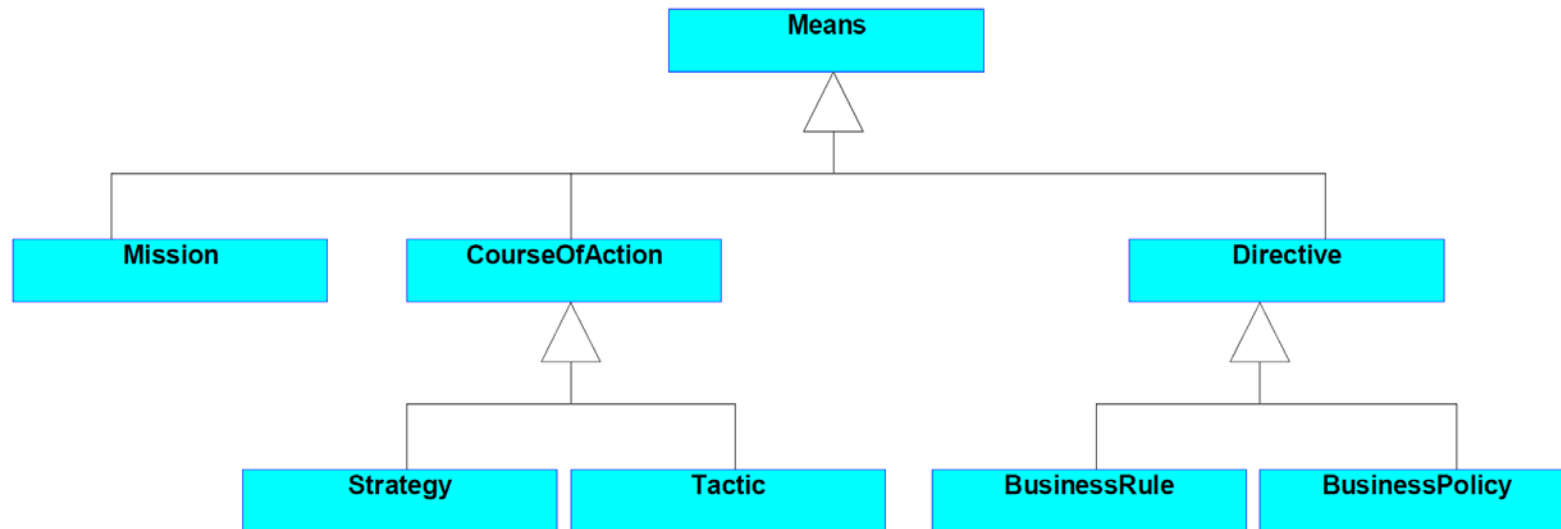 Means
Mission
CourseOfAction
Directive
Strategy
Tactic
BusinessRule
BusinessPolicy